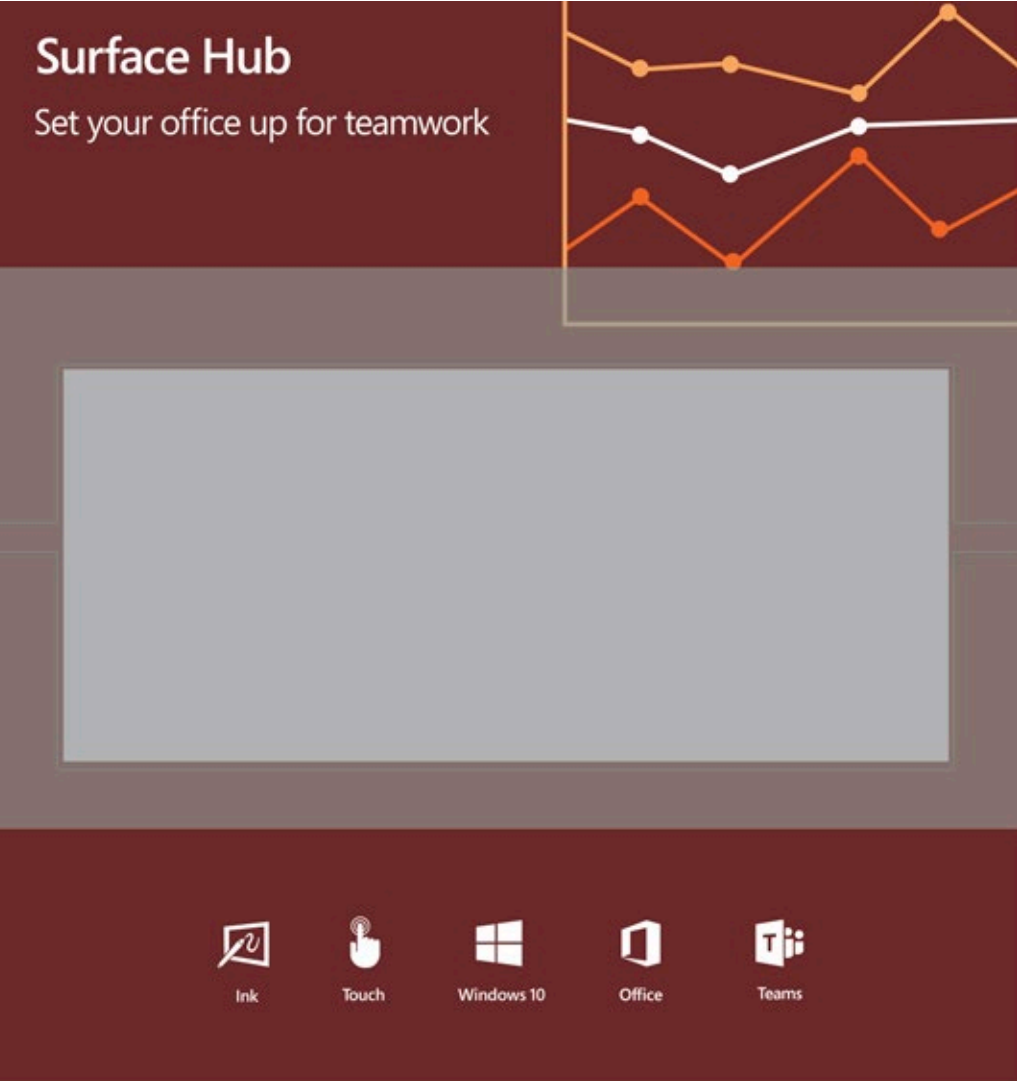 Surface Hub
Set your office up for teamwork
Ink
Touch
Windows 10
Office
T
Teams